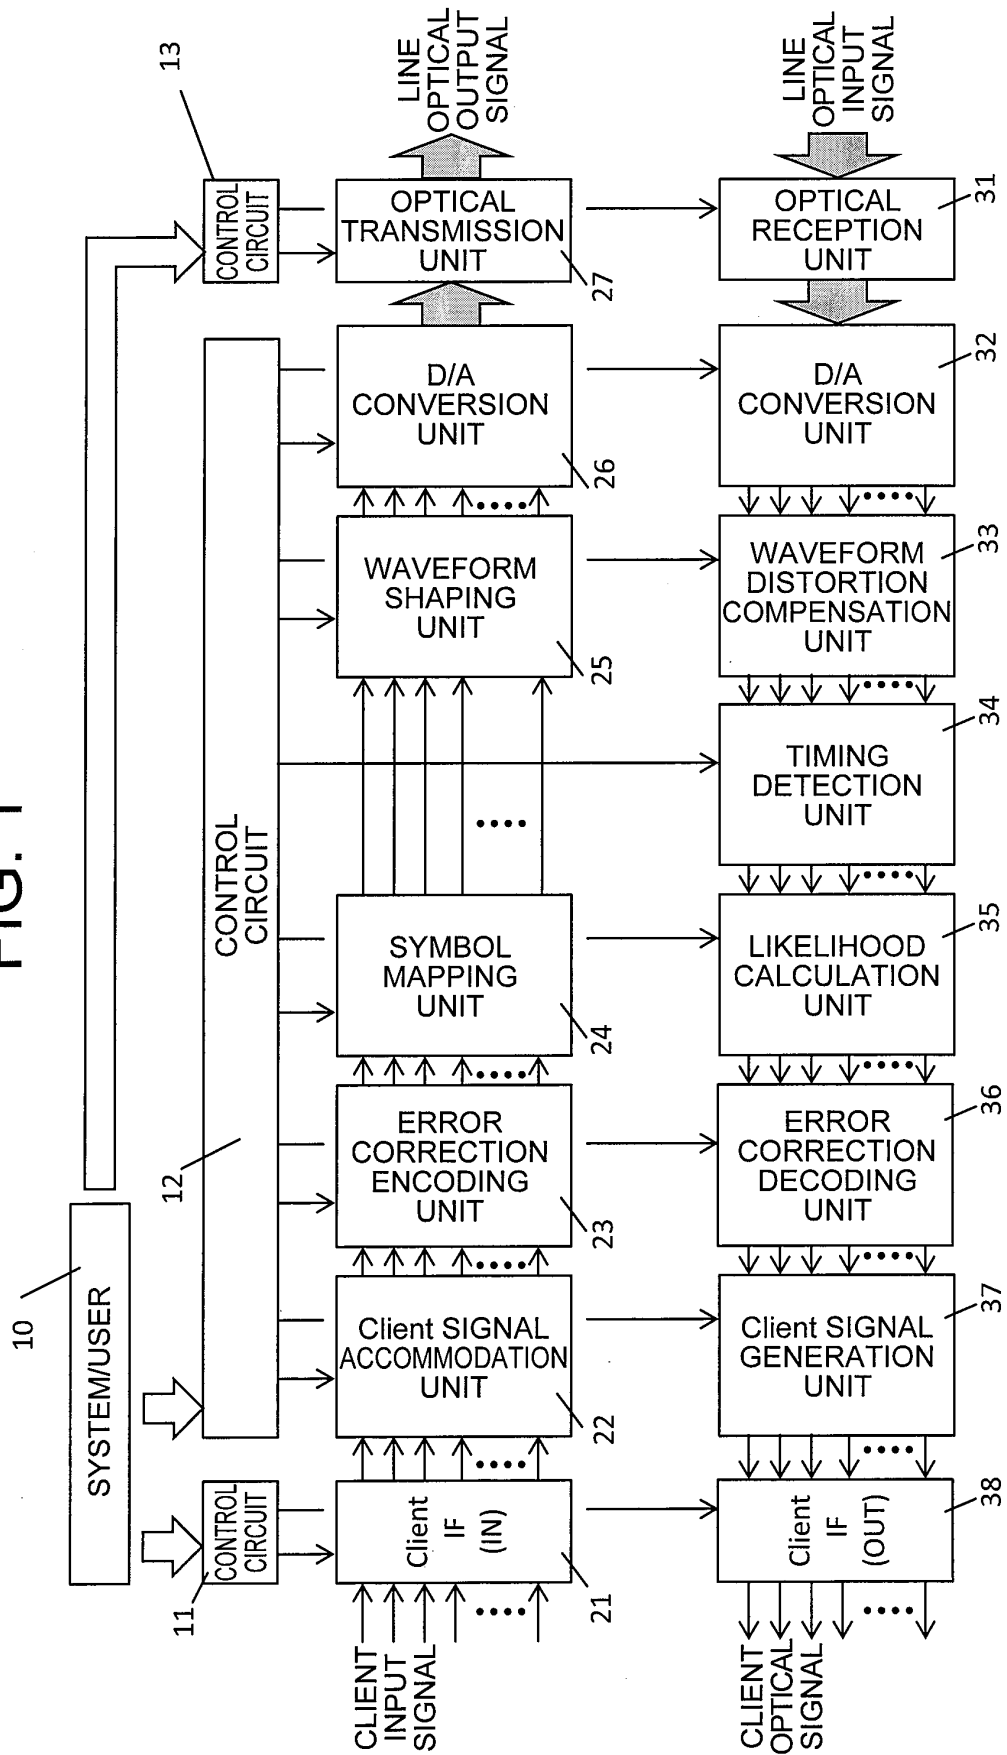 FIG. 1
10
SYSTEM/USER
11
CONTROL
CIRCUIT
12
CONTROL
CIRCUIT
13
CONTROL
CIRCUIT
CLIENT
INPUT
SIGNAL
Client
IF
(IN)
21
Client SIGNAL
ACCOMMODATION
UNIT
22
ERROR
CORRECTION
ENCODING
UNIT
23
SYMBOL
MAPPING
UNIT
24
WAVEFORM
SHAPING
UNIT
25
D/A
CONVERSION
UNIT
26
OPTICAL
TRANSMISSION
UNIT
27
LINE
OPTICAL
OUTPUT
SIGNAL
CLIENT
OPTICAL
SIGNAL
Client
IF
(OUT)
38
Client SIGNAL
GENERATION
UNIT
37
ERROR
CORRECTION
DECODING
UNIT
36
LIKELIHOOD
CALCULATION
UNIT
35
TIMING
DETECTION
UNIT
34
WAVEFORM
DISTORTION
COMPENSATION
UNIT
33
D/A
CONVERSION
UNIT
32
OPTICAL
RECEPTION
UNIT
31
LINE
OPTICAL
INPUT
SIGNAL